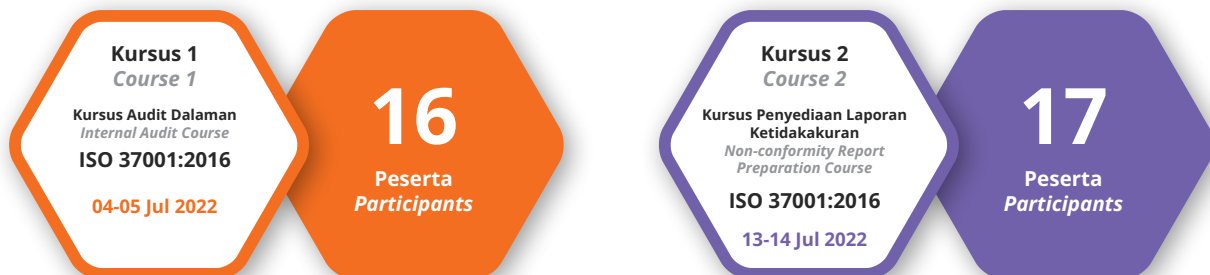 Kursus 1
Course 1
Kursus Audit Dalaman
Internal Audit Course
ISO 37001:2016
04-05 Jul 2022
16
Peserta
Participants
Kursus 2
Course 2
Kursus Penyediaan Laporan
Ketidakakuran
Non-conformity Report
Preparation Course
ISO 37001:2016
13-14 Jul 2022
17
Peserta
Participants